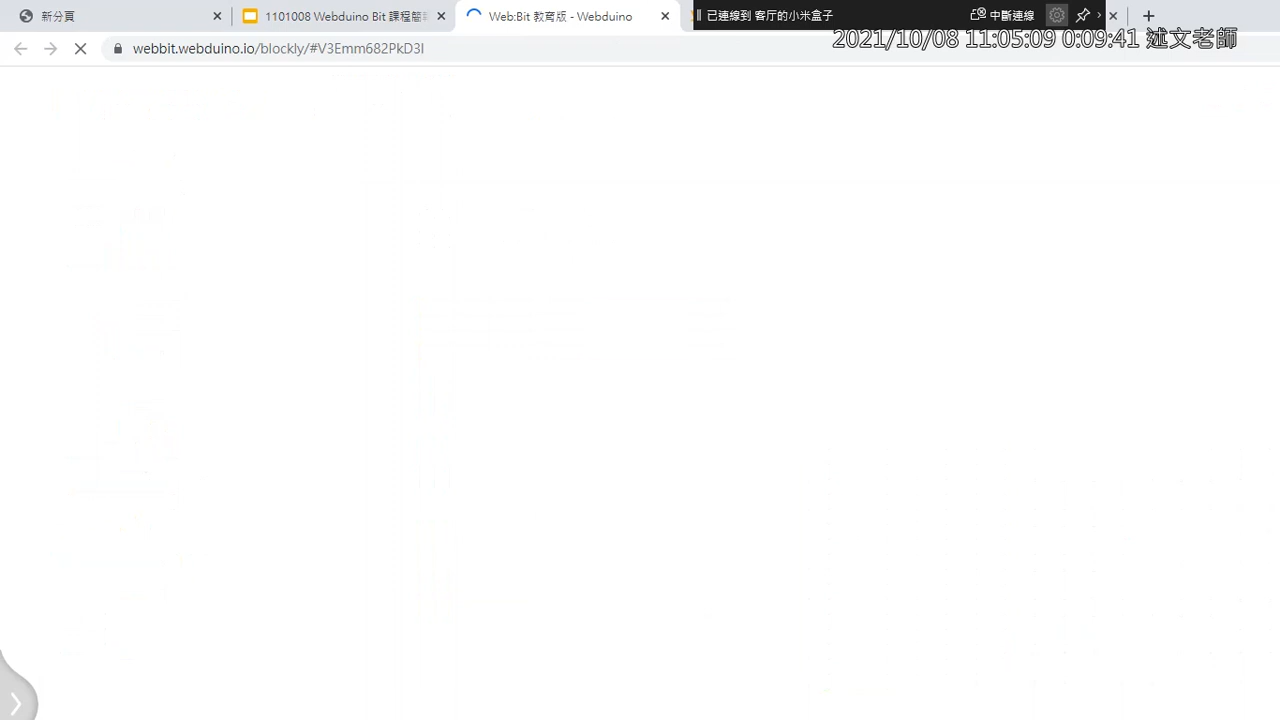 新分頁
1101008 Webduino Bit 課程簡
Web:Bit 教育版 - Webduino
已連線到 客厅的小米盒子
中斷連線
webbit.webduino.io/blockly/#V3Emm682PkD3I
2021/10/08 11:05:09 0:09:41 述文老師